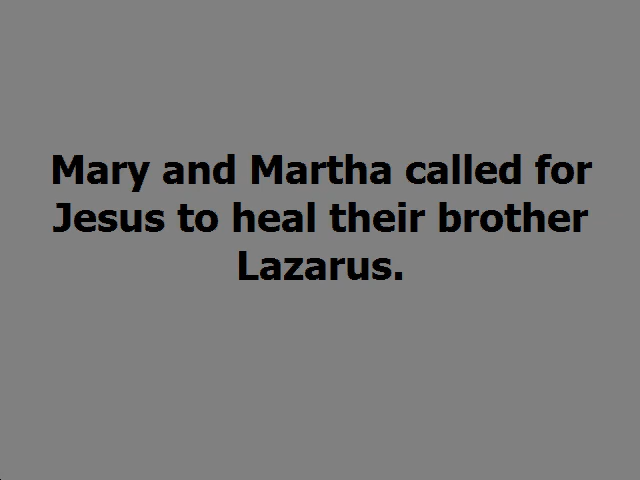 Mary and Martha called for
Jesus to heal their brother
Lazarus.